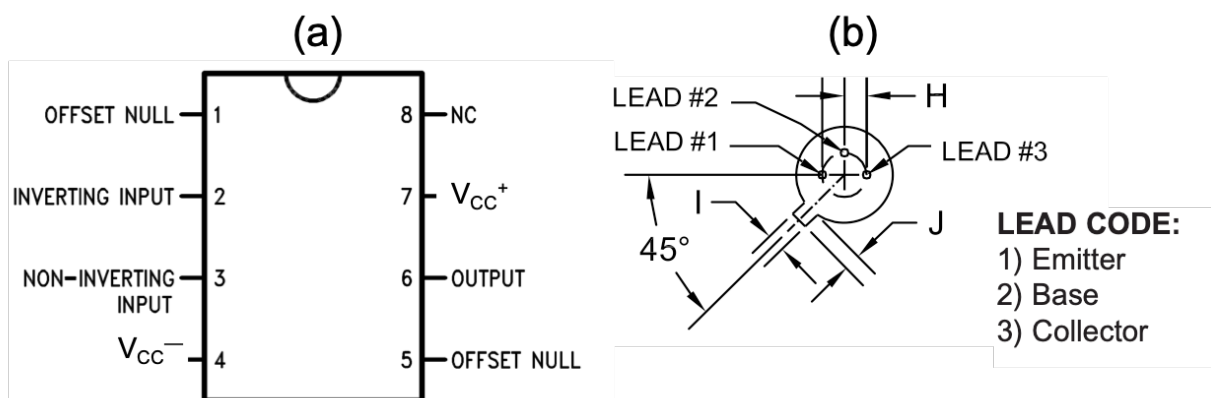 (a)
OFFSET NULL 1
8 NC
INVERTING INPUT 2
7 VCC+
NON-INVERTING
INPUT
3
6 OUTPUT
VCC− 4
5 OFFSET NULL
(b)
LEAD #2
H
LEAD #1
LEAD #3
I
J
45°
LEAD CODE:
1) Emitter
2) Base
3) Collector